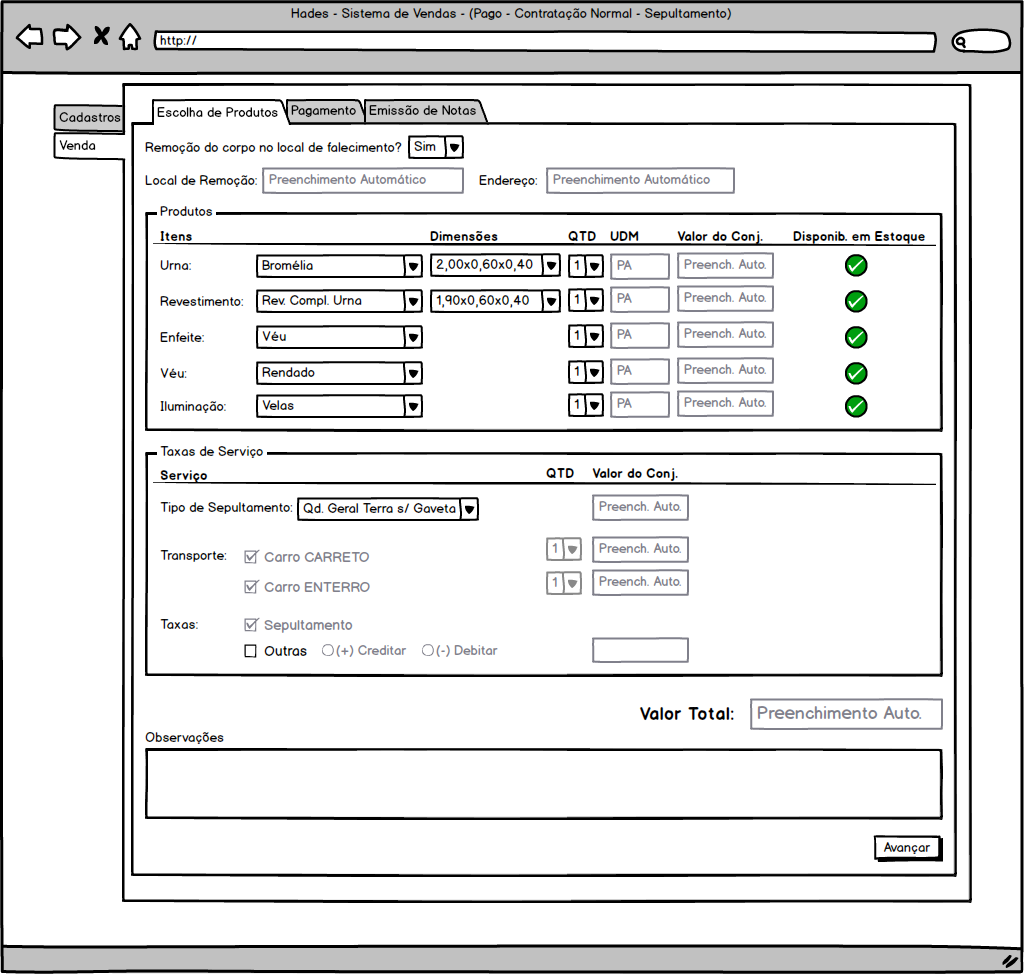 Hades - Sistema de Vendas - (Pago - Contratação Normal - Sepultamento)
http://
Cadastros
Venda
Escolha de Produtos Pagamento Emissão de Notas
Remoção do corpo no local de falecimento? Sim
Local de Remoção: Preenchimento Automático Endereço: Preenchimento Automático
Produtos
Itens Dimensões QTD UDM Valor do Conj. Disponib. em Estoque
Urna: Bromélia 2,00x0,60x0,40 1 PA Preench. Auto.
Revestimento: Rev. Compl. Urna 1,90x0,60x0,40 1 PA Preench. Auto.
Enfeite: Véu 1 PA Preench. Auto.
Véu: Rendado 1 PA Preench. Auto.
Iluminação: Velas 1 PA Preench. Auto.
Taxas de Serviço
Serviço QTD Valor do Conj.
Tipo de Sepultamento: Qd. Geral Terra s/ Gaveta Preench. Auto.
Transporte: Carro CARRETO 1 Preench. Auto.
Carro ENTERRO 1 Preench. Auto.
Taxas: Sepultamento
Outras (+) Creditar (-) Debitar
Valor Total: Preenchimento Auto.
Observações
Avançar